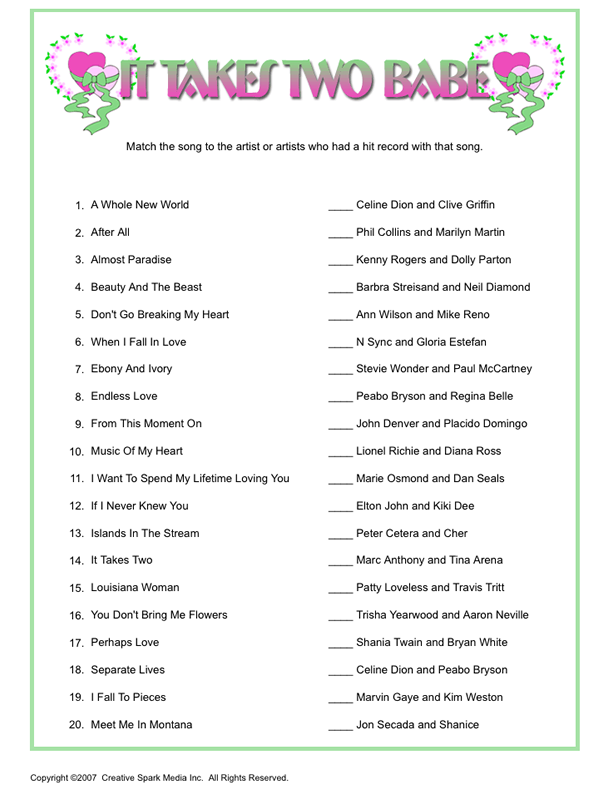 IT TAKES TWO BABE
Match the song to the artist or artists who had a hit record with that song.
1. A Whole New World ____ Celine Dion and Clive Griffin
2. After All ____ Phil Collins and Marilyn Martin
3. Almost Paradise ____ Kenny Rogers and Dolly Parton
4. Beauty And The Beast ____ Barbra Streisand and Neil Diamond
5. Don't Go Breaking My Heart ____ Ann Wilson and Mike Reno
6. When I Fall In Love ____ N Sync and Gloria Estefan
7. Ebony And Ivory ____ Stevie Wonder and Paul McCartney
8. Endless Love ____ Peabo Bryson and Regina Belle
9. From This Moment On ____ John Denver and Placido Domingo
10. Music Of My Heart ____ Lionel Richie and Diana Ross
11. I Want To Spend My Lifetime Loving You ____ Marie Osmond and Dan Seals
12. If I Never Knew You ____ Elton John and Kiki Dee
13. Islands In The Stream ____ Peter Cetera and Cher
14. It Takes Two ____ Marc Anthony and Tina Arena
15. Louisiana Woman ____ Patty Loveless and Travis Tritt
16. You Don't Bring Me Flowers ____ Trisha Yearwood and Aaron Neville
17. Perhaps Love ____ Shania Twain and Bryan White
18. Separate Lives ____ Celine Dion and Peabo Bryson
19. I Fall To Pieces ____ Marvin Gaye and Kim Weston
20. Meet Me In Montana ____ Jon Secada and Shanice
Copyright ©2007 Creative Spark Media Inc. All Rights Reserved.